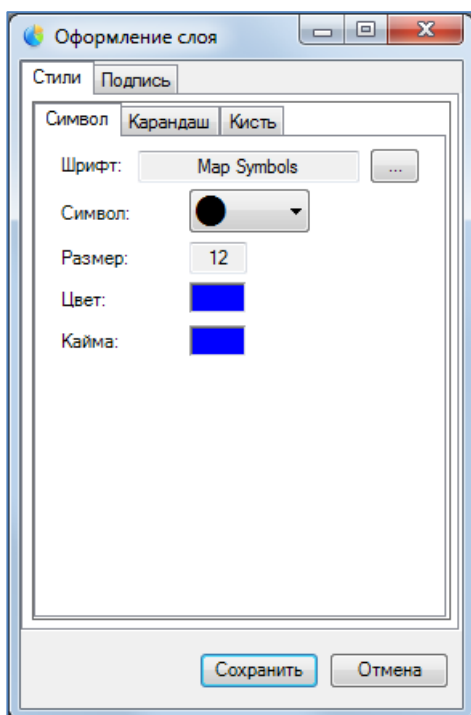 Оформление слоя
Стили Подпись
Символ Карандаш Кисть
Шрифт: Map Symbols ...
Символ:
Размер: 12
Цвет:
Кайма:
Сохранить Отмена